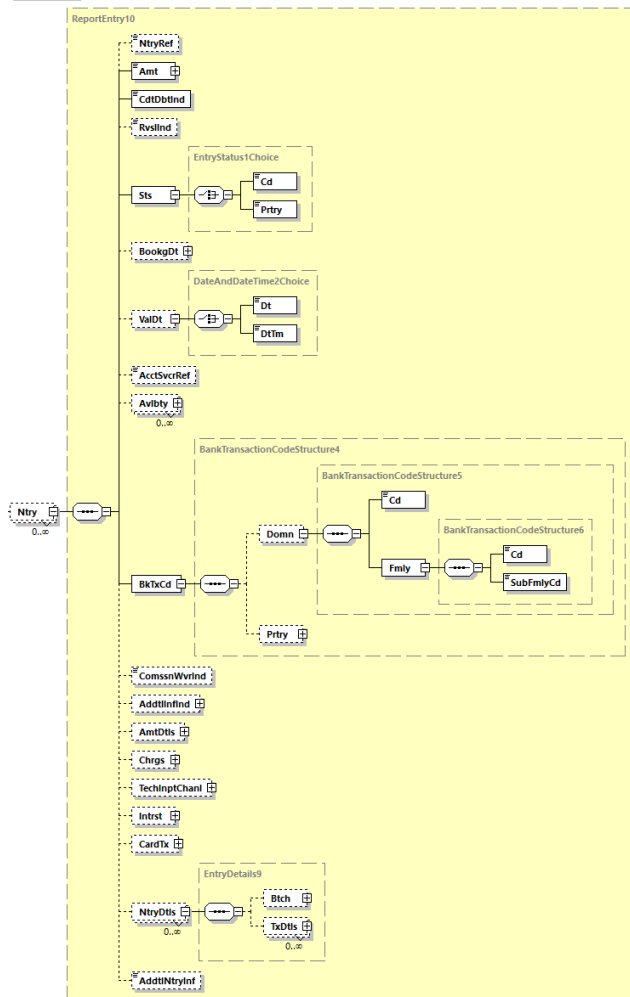 ReportEntry10
NtryRef
Amt
CdtDbtInd
RvslInd
EntryStatus1Choice
Cd
Sts
Prtry
BookgDt
DateAndDateTime2Choice
Dt
ValDt
DtTm
AcctSvcrRef
Avlbty
0..∞
BankTransactionCodeStructure4
BankTransactionCodeStructure5
Cd
Ntry
0..∞
BankTransactionCodeStructure6
Domn
Cd
Fmly
SubFmlyCd
BkTxCd
Prtry
ComssnWvrInd
AddtlInfInd
AmtDtls
Chrgs
TechInptChanl
Intrst
CardTx
EntryDetails9
Btch
NtryDtls
0..∞
TxDtls
0..∞
AddtlNtryInf